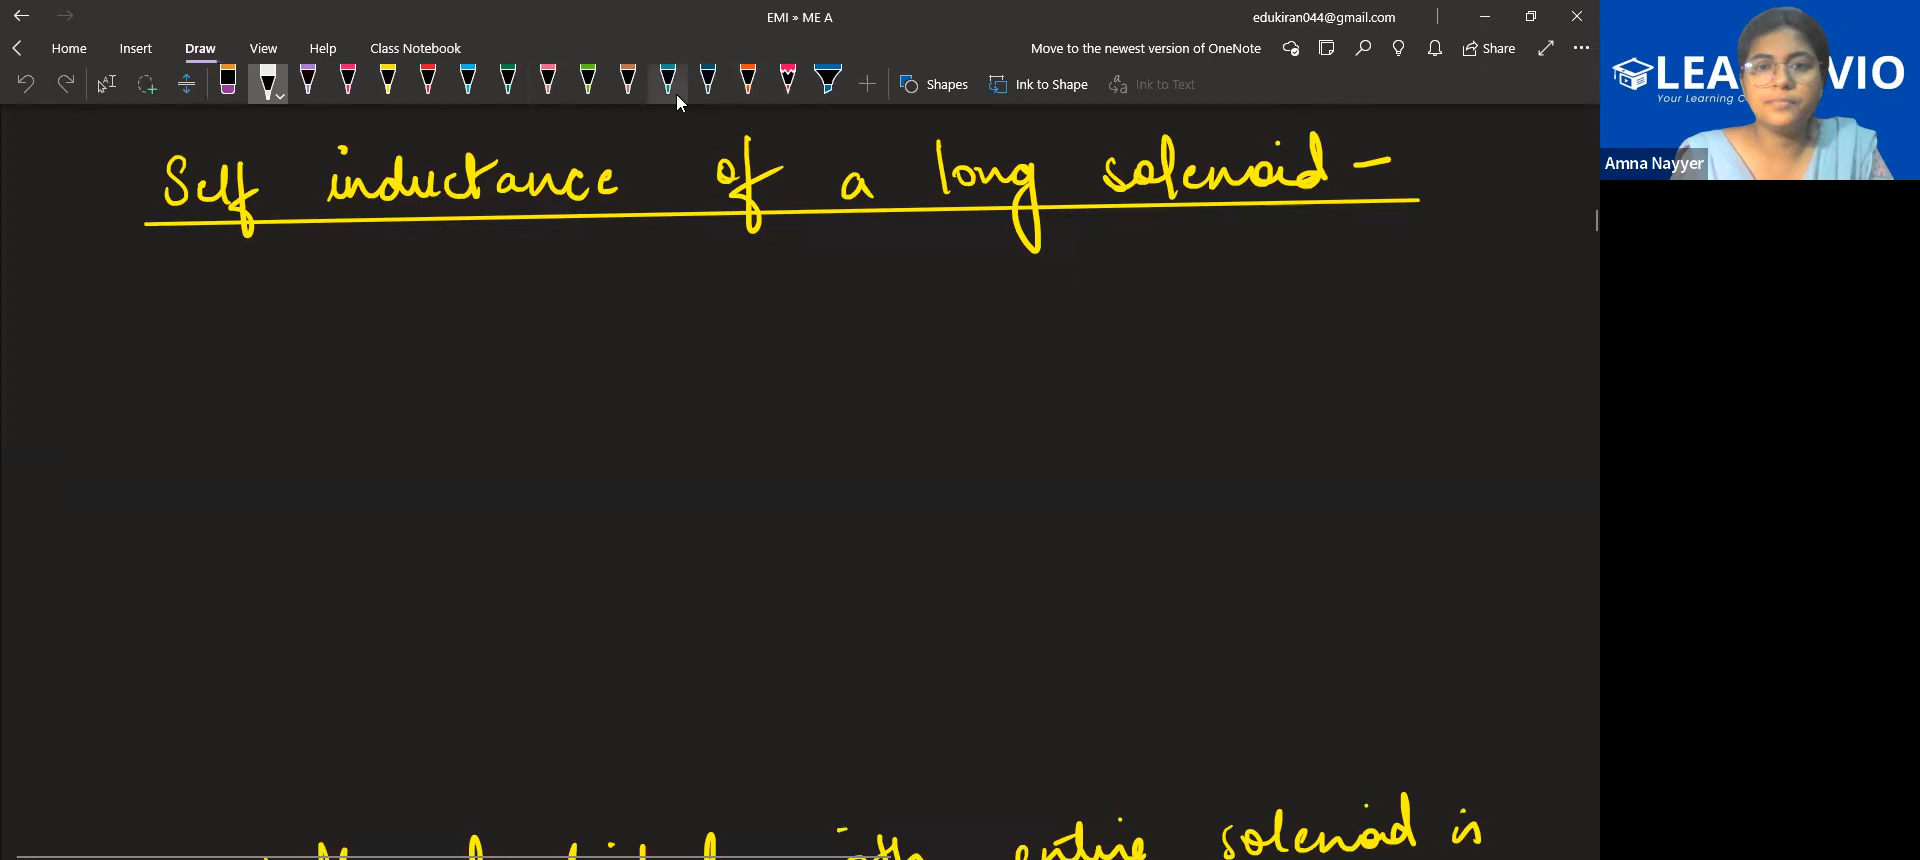 EMI » ME A
edukiran044@gmail.com
Home Insert Draw View Help Class Notebook
Move to the newest version of OneNote
Share
Shapes
Ink to Shape
Ink to Text
Self inductance of a long solenoid -
entire solenoid is
LEA VIO
Your Learning C
Amna Nayyer